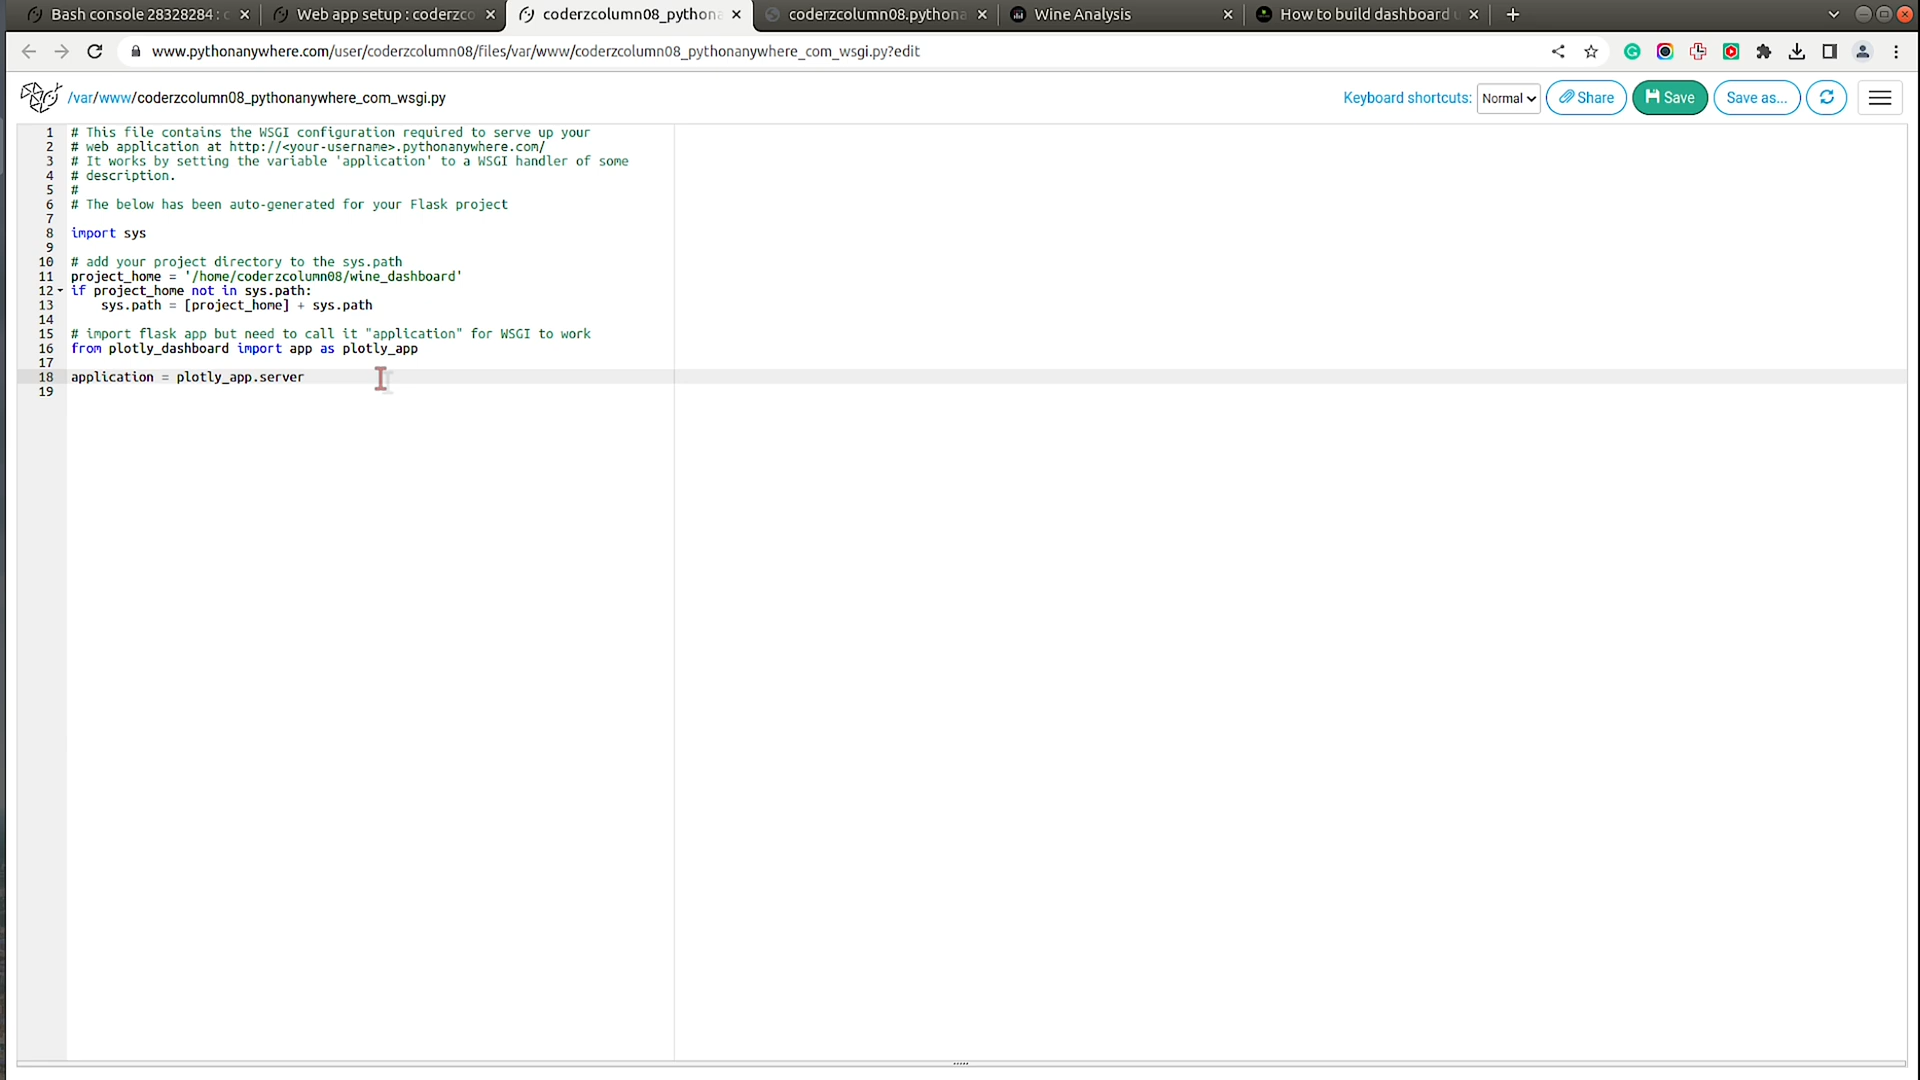 Bash console 28328284 :
Web app setup : coderzco
coderzcolumn08_pythona
coderzcolumn08.pythona
Wine Analysis
How to build dashboard u
www.pythonanywhere.com/user/coderzcolumn08/files/var/www/coderzcolumn08_pythonanywhere_com_wsgi.py?edit
/var/www/coderzcolumn08_pythonanywhere_com_wsgi.py
Keyboard shortcuts: Normal Share Save Save as...
1 # This file contains the WSGI configuration required to serve up your
2 # web application at http://<your-username>.pythonanywhere.com/
3 # It works by setting the variable 'application' to a WSGI handler of some
4 # description.
5 #
6 # The below has been auto-generated for your Flask project
7
8 import sys
9
10 # add your project directory to the sys.path
11 project_home = '/home/coderzcolumn08/wine_dashboard'
12 if project_home not in sys.path:
13     sys.path = [project_home] + sys.path
14
15 # import flask app but need to call it "application" for WSGI to work
16 from plotly_dashboard import app as plotly_app
17
18 application = plotly_app.server
19